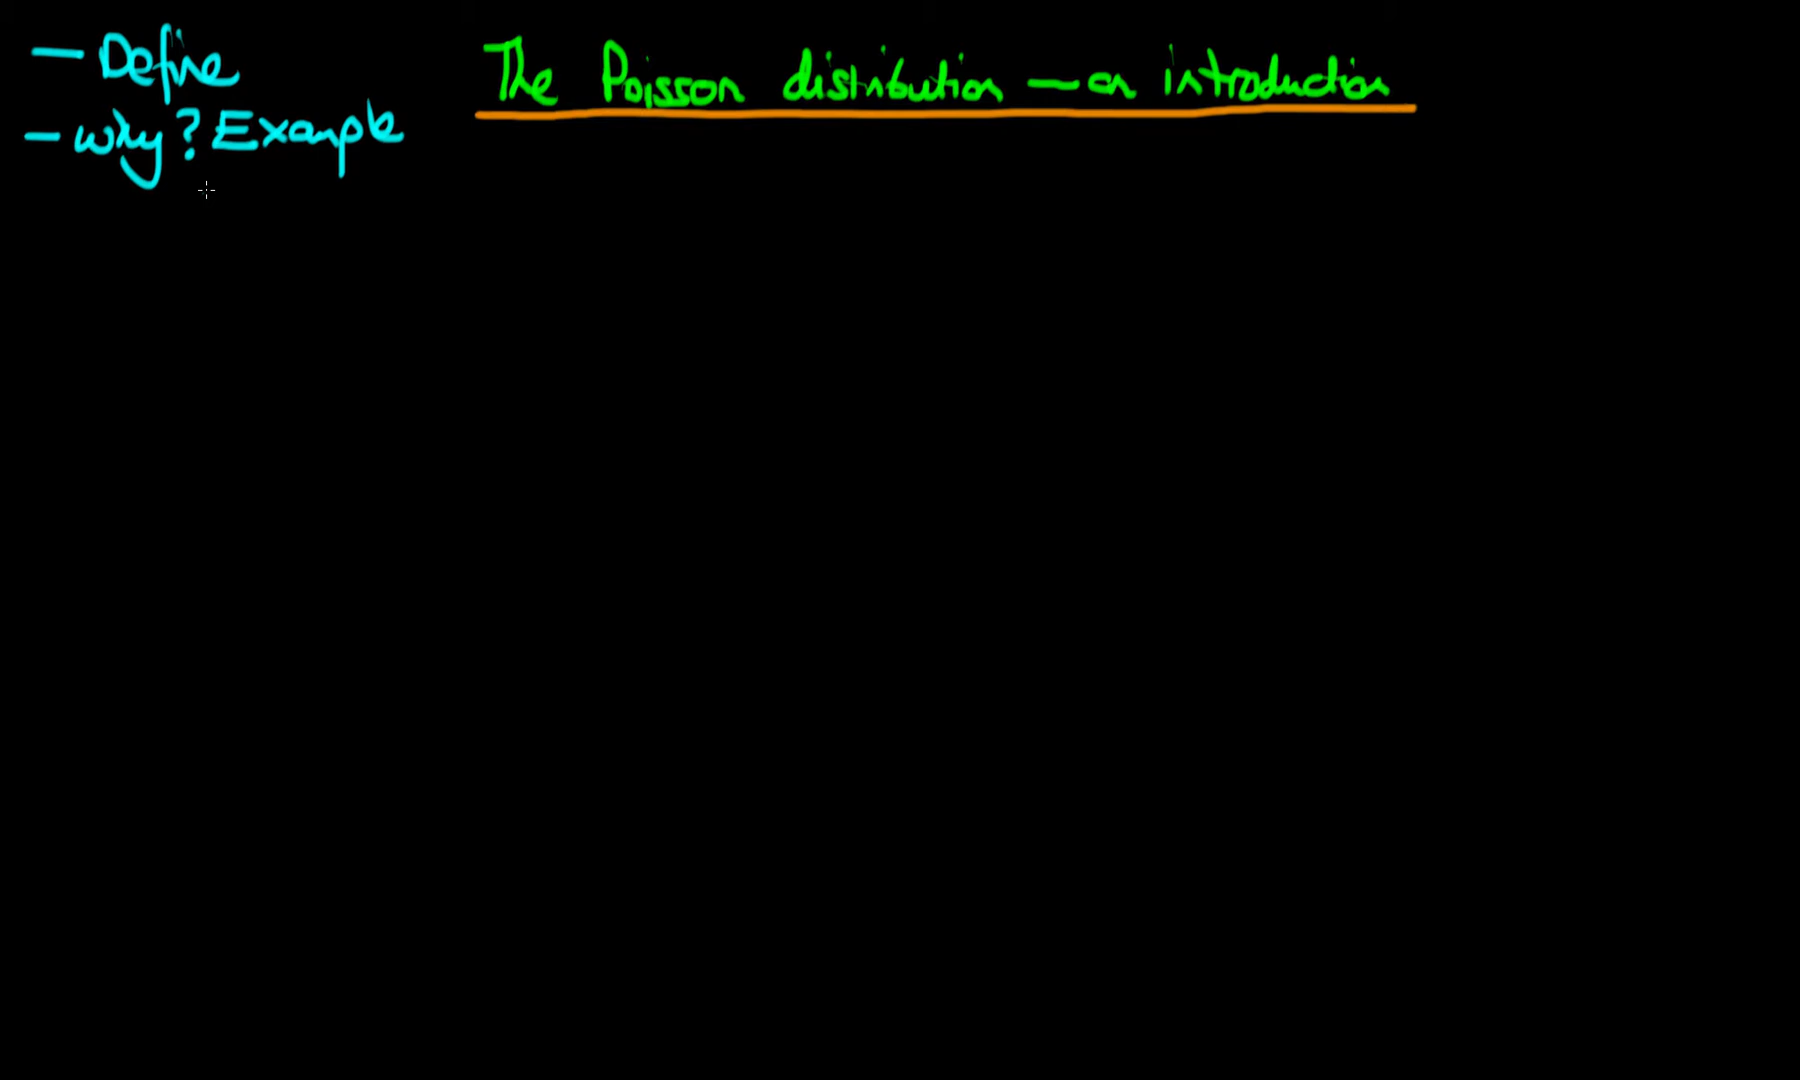 – Define
– why? Example
The Poisson distribution – an introduction